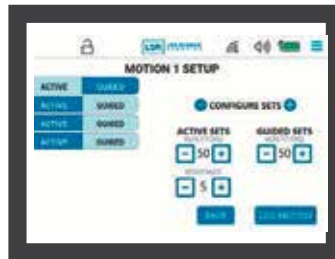 LSR
MOTION 1 SETUP
ACTIVE GUIDED
ACTIVE GUIDED
ACTIVE GUIDED
ACTIVE GUIDED
CONFIGURE SETS
ACTIVE SETS GUIDED SETS
- 50 + - 50 +
- 5 +
BACK